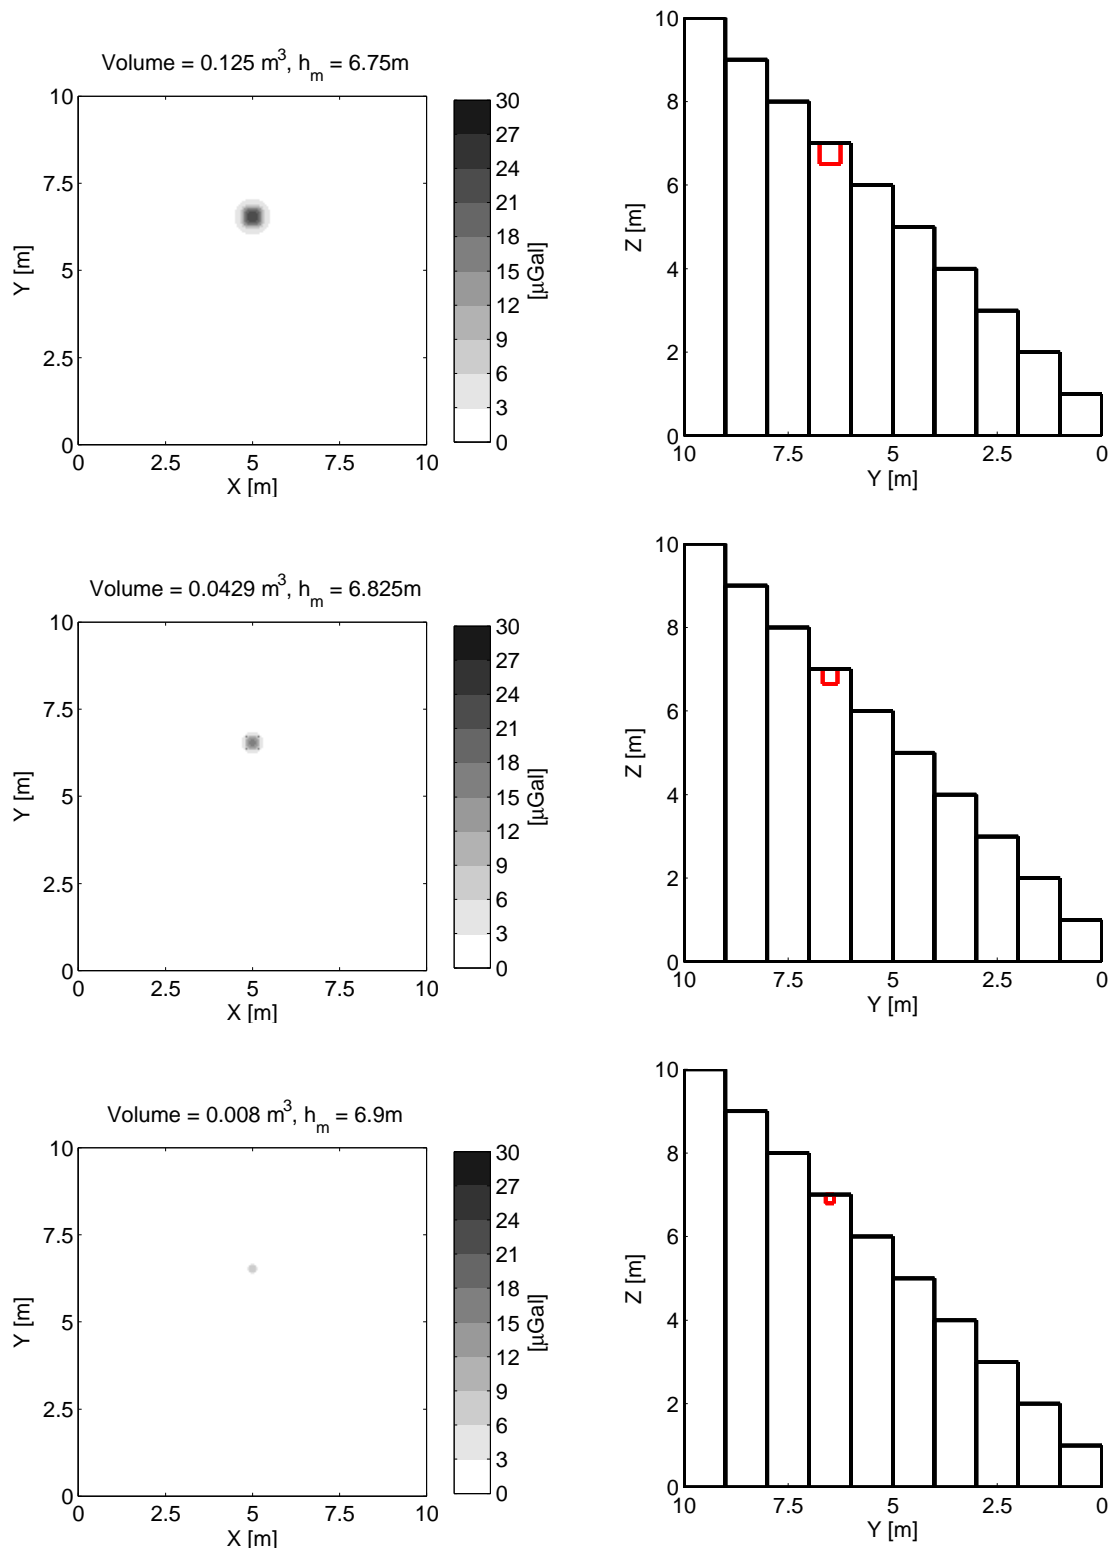 Volume = 0.125 m³, hₘ = 6.75m
10
7.5
5
2.5
0
Y [m]
0 2.5 5 7.5 10
X [m]
30
27
24
21
18
15
12
9
6
3
0
[μGal]
10
8
6
4
2
0
Z [m]
10 7.5 5 2.5 0
Y [m]
Volume = 0.0429 m³, hₘ = 6.825m
10
7.5
5
2.5
0
Y [m]
0 2.5 5 7.5 10
X [m]
30
27
24
21
18
15
12
9
6
3
0
[μGal]
10
8
6
4
2
0
Z [m]
10 7.5 5 2.5 0
Y [m]
Volume = 0.008 m³, hₘ = 6.9m
10
7.5
5
2.5
0
Y [m]
0 2.5 5 7.5 10
X [m]
30
27
24
21
18
15
12
9
6
3
0
[μGal]
10
8
6
4
2
0
Z [m]
10 7.5 5 2.5 0
Y [m]